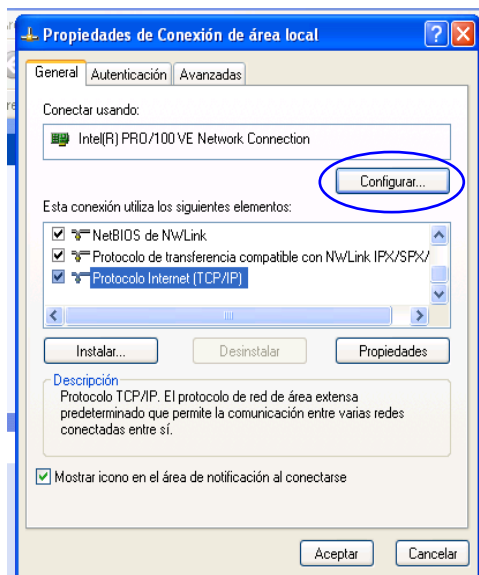 Propiedades de Conexión de área local
General Autenticación Avanzadas
Conectar usando:
Intel(R) PRO/100 VE Network Connection
Configurar...
Esta conexión utiliza los siguientes elementos:
NetBIOS de NWLink
Protocolo de transferencia compatible con NWLink IPX/SPX/
Protocolo Internet (TCP/IP)
Instalar... Desinstalar Propiedades
Descripción
Protocolo TCP/IP. El protocolo de red de área extensa
predeterminado que permite la comunicación entre varias redes
conectadas entre sí.
Mostrar icono en el área de notificación al conectarse
Aceptar Cancelar